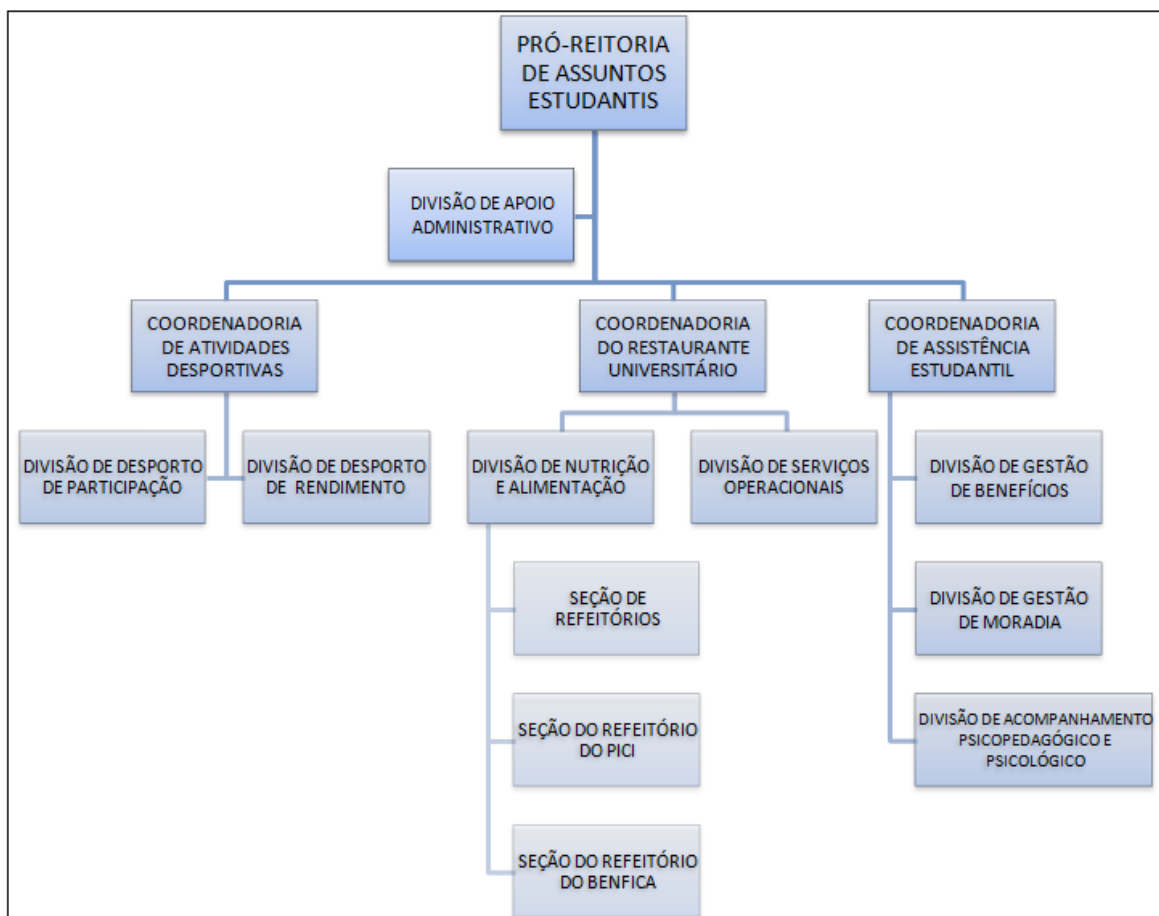 PRÓ-REITORIA
DE ASSUNTOS
ESTUDANTIS
DIVISÃO DE APOIO
ADMINISTRATIVO
COORDENADORIA
DE ATIVIDADES
DESPORTIVAS
COORDENADORIA
DO RESTAURANTE
UNIVERSITÁRIO
COORDENADORIA
DE ASSISTÊNCIA
ESTUDANTIL
DIVISÃO DE DESPORTO
DE PARTICIPAÇÃO
DIVISÃO DE DESPORTO
DE RENDIMENTO
DIVISÃO DE NUTRIÇÃO
E ALIMENTAÇÃO
DIVISÃO DE SERVIÇOS
OPERACIONAIS
DIVISÃO DE GESTÃO
DE BENEFÍCIOS
SEÇÃO DE
REFEITÓRIOS
DIVISÃO DE GESTÃO
DE MORADIA
SEÇÃO DO REFEITÓRIO
DO PICI
DIVISÃO DE ACOMPANHAMENTO
PSICOPEDAGÓGICO E
PSICOLÓGICO
SEÇÃO DO REFEITÓRIO
DO BENFICA